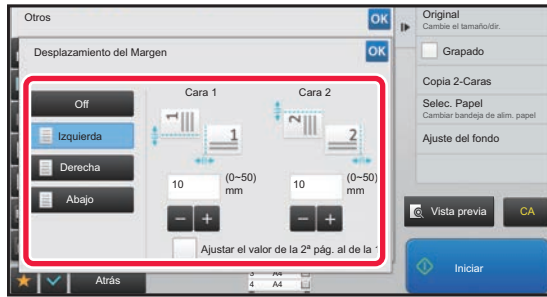 Otros
OK
Desplazamiento del Margen
OK
Off
Izquierda
Derecha
Abajo
Cara 1
Cara 2
1
1
2
2
10
(0~50)
mm
10
(0~50)
mm
Ajustar el valor de la 2ª pág. al de la
Atrás
3 A4
4 A4
Original
Cambie el tamaño/dir.
Grapado
Copia 2-Caras
Selec. Papel
Cambiar bandeja de alim. papel
Ajuste del fondo
Vista previa
CA
Iniciar